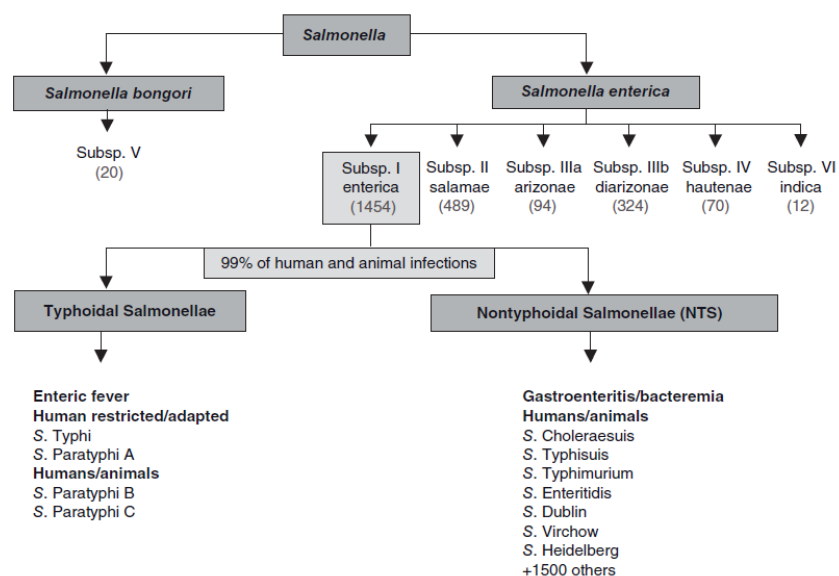 Salmonella
Salmonella bongori
Salmonella enterica
Subsp. V
(20)
Subsp. I
enterica
(1454)
Subsp. II
salamae
(489)
Subsp. IIIa
arizonae
(94)
Subsp. IIIb
diarizonae
(324)
Subsp. IV
hautenae
(70)
Subsp. VI
indica
(12)
99% of human and animal infections
Typhoidal Salmonellae
Nontyphoidal Salmonellae (NTS)
Enteric fever
Human restricted/adapted
S. Typhi
S. Paratyphi A
Humans/animals
S. Paratyphi B
S. Paratyphi C
Gastroenteritis/bacteremia
Humans/animals
S. Choleraesuis
S. Typhisuis
S. Typhimurium
S. Enteritidis
S. Dublin
S. Virchow
S. Heidelberg
+1500 others